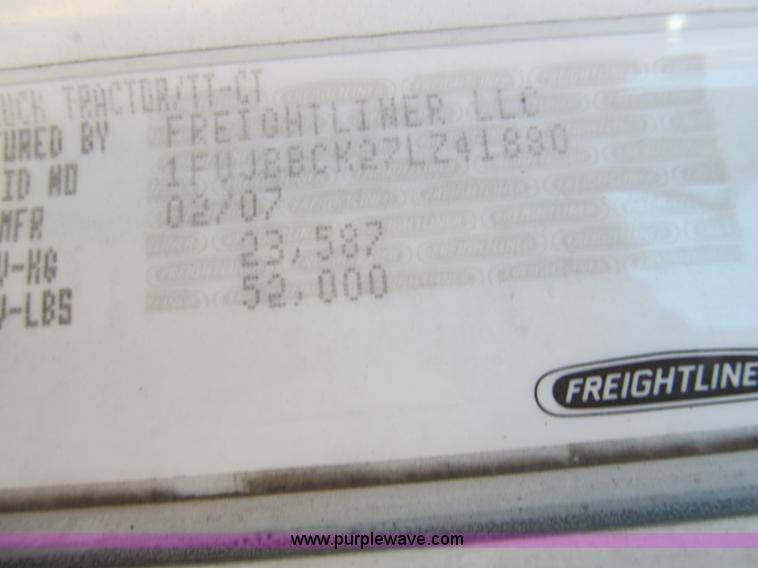 TRUCK TRACTOR/TT-CT
URED BY FREIGHTLINER LLC
ID NO 1FUJBBCK27LZ41880
MFR 02/07
-KG 23,587
-LBS 52,000
FREIGHTLINE
www.purplewave.com